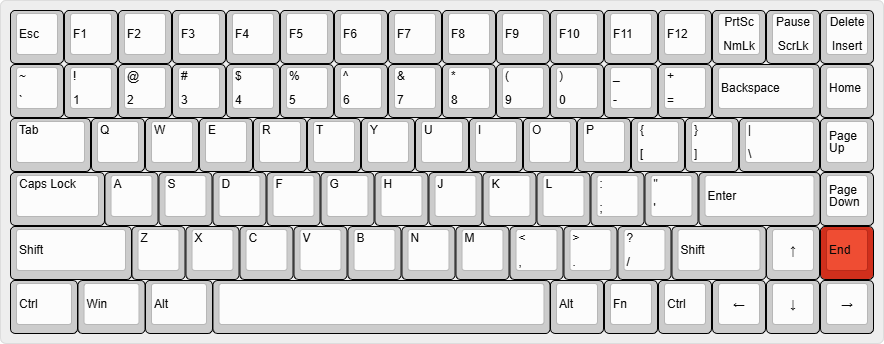 Esc F1 F2 F3 F4 F5 F6 F7 F8 F9 F10 F11 F12 PrtSc Pause Delete
NmLk ScrLk Insert
~ ! @ # $ % ^ & * ( ) _ + Backspace Home
` 1 2 3 4 5 6 7 8 9 0 - =
Tab Q W E R T Y U I O P { } | Page
[ ] \ Up
Caps Lock A S D F G H J K L : " Enter Page
; ' Down
Shift Z X C V B N M < > ? Shift ↑ End
, . /
Ctrl Win Alt Alt Fn Ctrl ← ↓ →